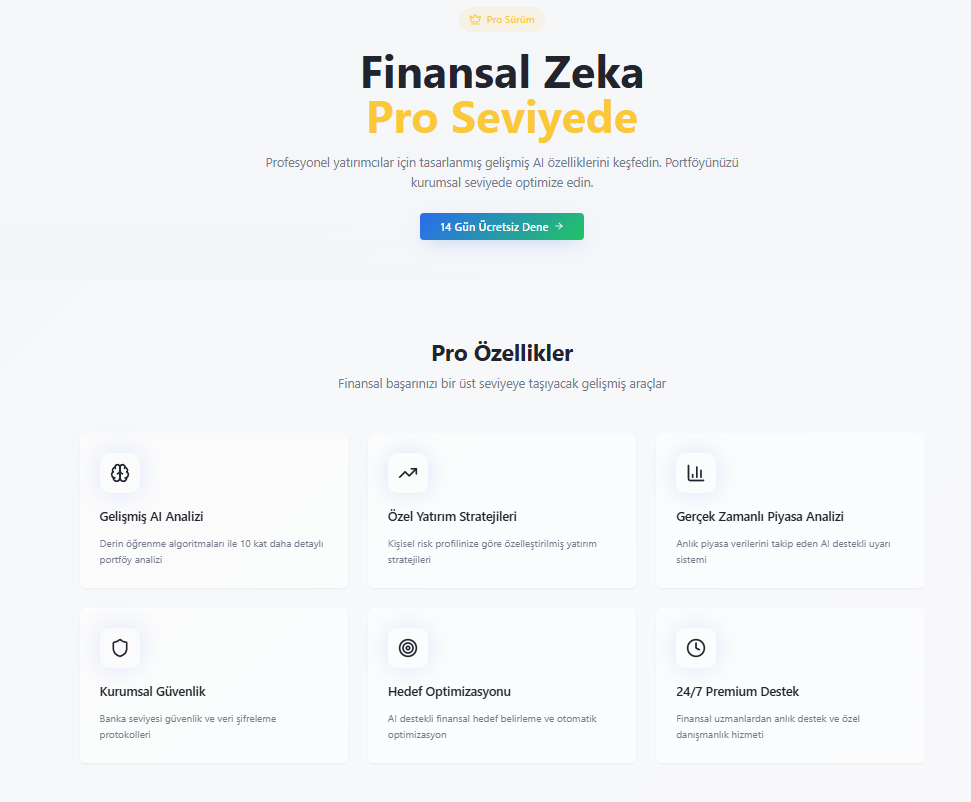 Pro Sürüm
Finansal Zeka
Pro Seviyede
Profesyonel yatırımcılar için tasarlanmış gelişmiş AI özelliklerini keşfedin. Portföyünüzü
kurumsal seviyede optimize edin.
14 Gün Ücretsiz Dene
Pro Özellikler
Finansal başarınızı bir üst seviyeye taşıyacak gelişmiş araçlar
Gelişmiş AI Analizi
Derin öğrenme algoritmaları ile 10 kat daha detaylı
portföy analizi
Özel Yatırım Stratejileri
Kişisel risk profilinize göre özelleştirilmiş yatırım
stratejileri
Gerçek Zamanlı Piyasa Analizi
Anlık piyasa verilerini takip eden AI destekli uyarı
sistemi
Kurumsal Güvenlik
Banka seviyesi güvenlik ve veri şifreleme
protokolleri
Hedef Optimizasyonu
AI destekli finansal hedef belirleme ve otomatik
optimizasyon
24/7 Premium Destek
Finansal uzmanlardan anlık destek ve özel
danışmanlık hizmeti